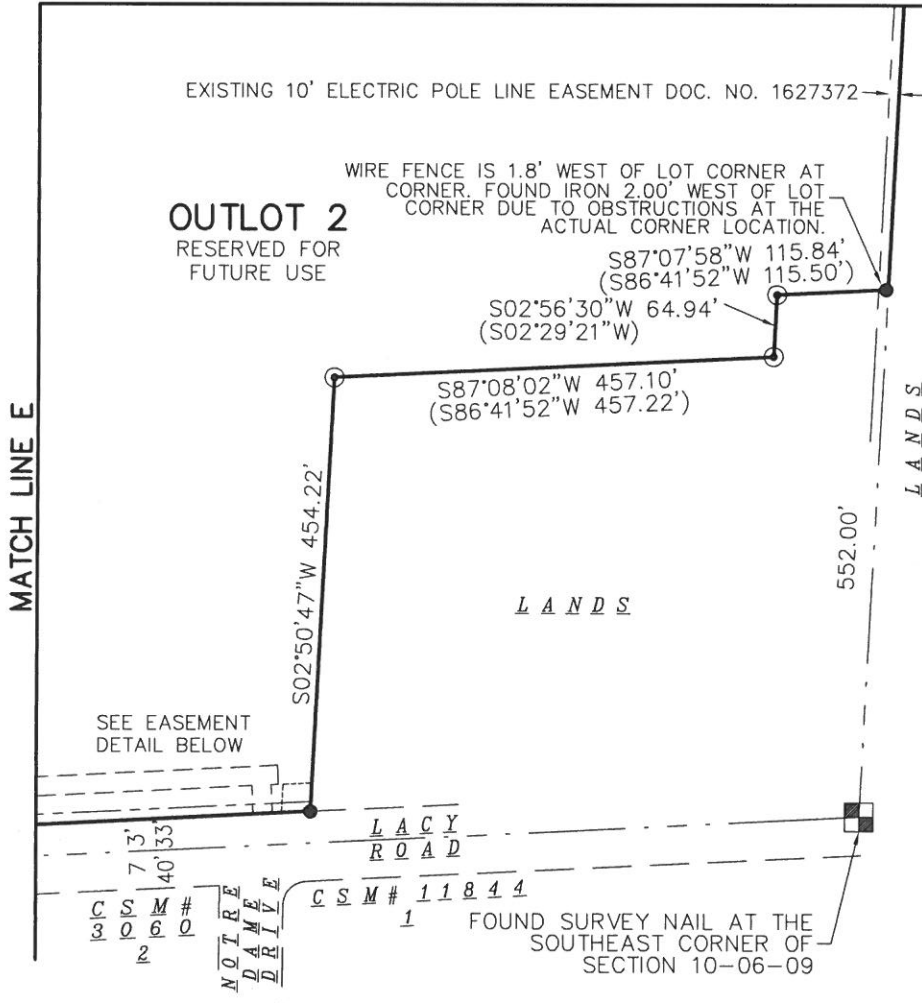 EXISTING 10' ELECTRIC POLE LINE EASEMENT DOC. NO. 1627372
WIRE FENCE IS 1.8' WEST OF LOT CORNER AT
CORNER. FOUND IRON 2.00' WEST OF LOT
CORNER DUE TO OBSTRUCTIONS AT THE
ACTUAL CORNER LOCATION.
OUTLOT 2
RESERVED FOR
FUTURE USE
S87°07'58"W 115.84'
(S86°41'52"W 115.50')
S02°56'30"W 64.94'
(S02°29'21"W)
S87°08'02"W 457.10'
(S86°41'52"W 457.22')
MATCH LINE E
S02°50'47"W 454.22'
LANDS
552.00'
LANDS
SEE EASEMENT
DETAIL BELOW
LACY
ROAD
7'
3'
40'
33'
CSM#
3060
2
NOTRE
DAME
DRIVE
CSM# 11844
1
FOUND SURVEY NAIL AT THE
SOUTHEAST CORNER OF
SECTION 10-06-09